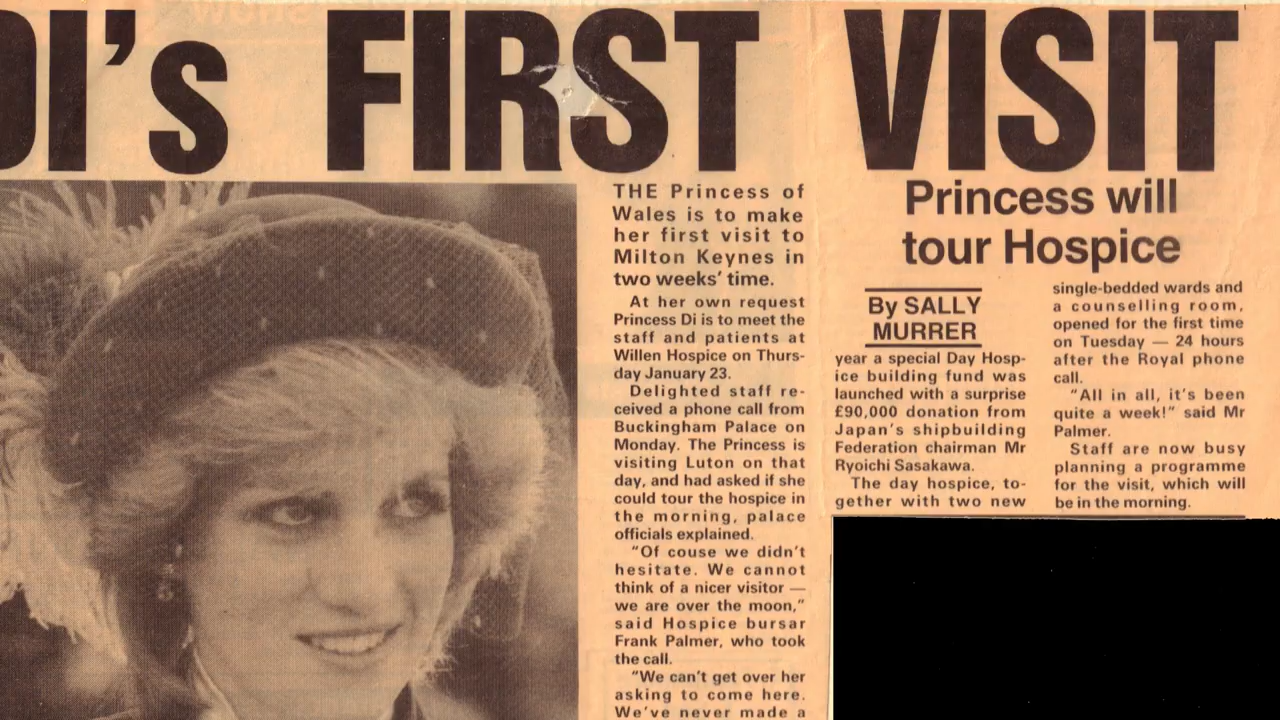 DI's FIRST VISIT
THE Princess of
Wales is to make
her first visit to
Milton Keynes in
two weeks' time.
At her own request
Princess Di is to meet the
staff and patients at
Willen Hospice on Thurs-
day January 23.
Delighted staff re-
ceived a phone call from
Buckingham Palace on
Monday. The Princess is
visiting Luton on that
day, and had asked if she
could tour the hospice in
the morning, palace
officials explained.
"Of couse we didn't
hesitate. We cannot
think of a nicer visitor —
we are over the moon,"
said Hospice bursar
Frank Palmer, who took
the call.
"We can't get over her
asking to come here.
We've never made a
Princess will
tour Hospice
By SALLY
MURRER
year a special Day Hosp-
ice building fund was
launched with a surprise
£90,000 donation from
Japan's shipbuilding
Federation chairman Mr
Ryoichi Sasakawa.
The day hospice, to-
gether with two new
single-bedded wards and
a counselling room,
opened for the first time
on Tuesday — 24 hours
after the Royal phone
call.
"All in all, it's been
quite a week!" said Mr
Palmer.
Staff are now busy
planning a programme
for the visit, which will
be in the morning.